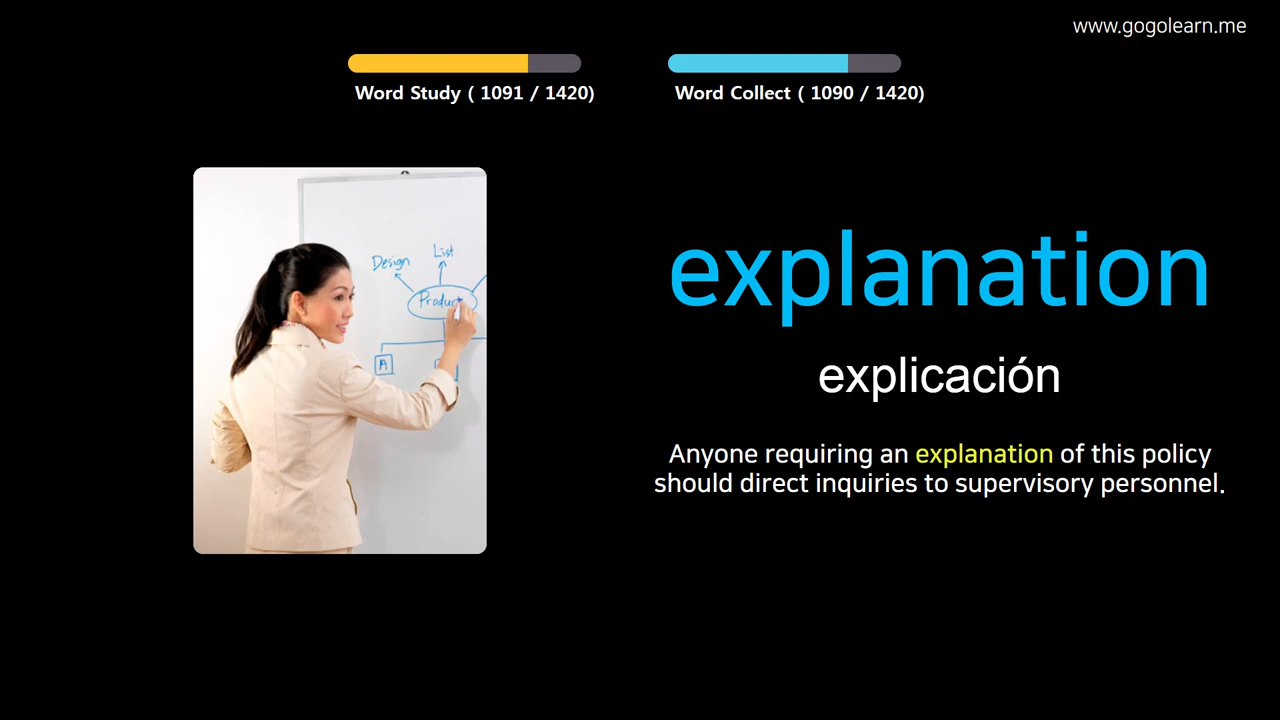 www.gogolearn.me
Word Study ( 1091 / 1420)
Word Collect ( 1090 / 1420)
Design
List
Product
A
explanation
explicación
Anyone requiring an explanation of this policy
should direct inquiries to supervisory personnel.